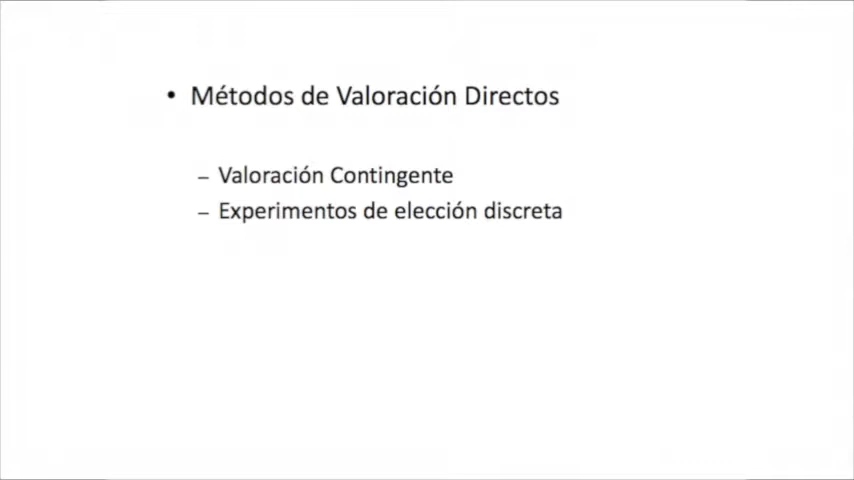 • Métodos de Valoración Directos
– Valoración Contingente
– Experimentos de elección discreta